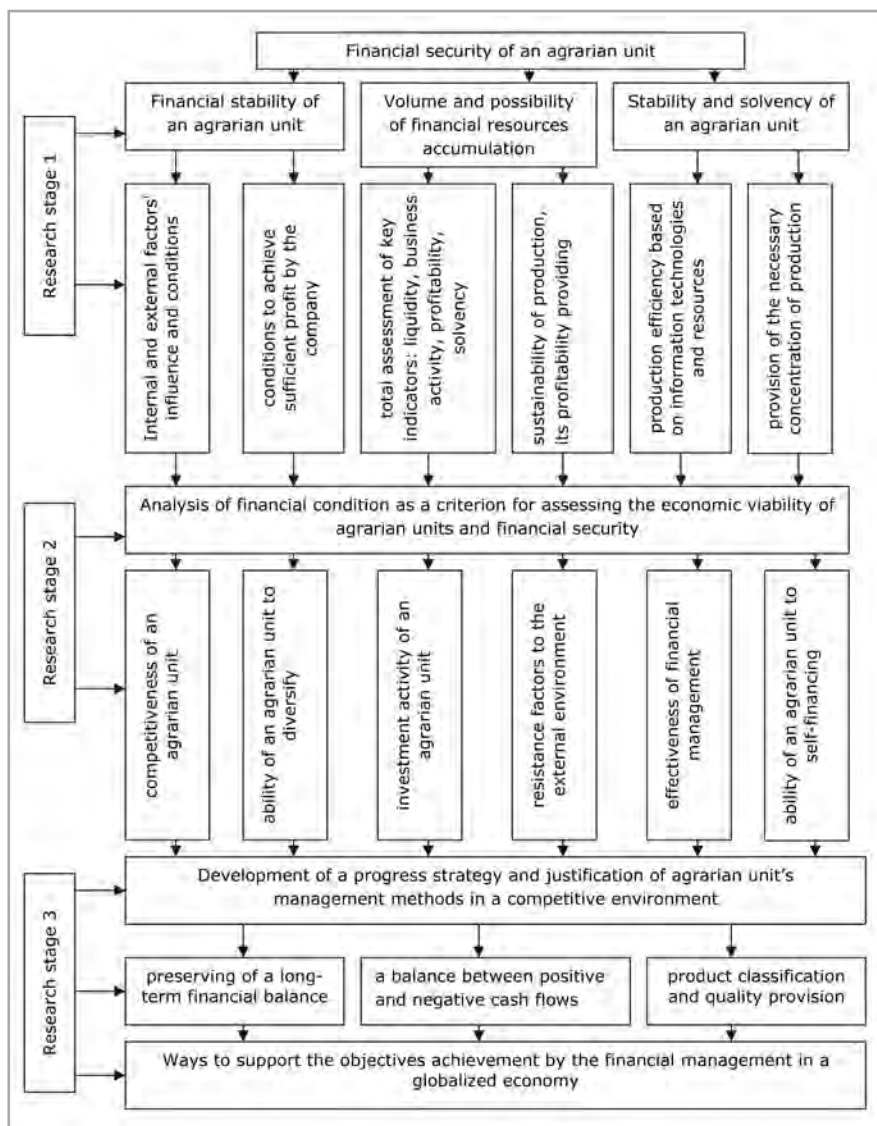 Financial security of an agrarian unit
Financial stability of
an agrarian unit
Volume and possibility
of financial resources
accumulation
Stability and solvency of
an agrarian unit
Research stage 1
Internal and external factors'
influence and conditions
conditions to achieve
sufficient profit by the
company
total assessment of key
indicators: liquidity, business
activity, profitability,
solvency
sustainability of production,
its profitability providing
production efficiency based
on information technologies
and resources
provision of the necessary
concentration of production
Analysis of financial condition as a criterion for assessing the economic viability of
agrarian units and financial security
Research stage 2
competitiveness of an
agrarian unit
ability of an agrarian unit to
diversify
investment activity of an
agrarian unit
resistance factors to the
external environment
effectiveness of financial
management
ability of an agrarian unit to
self-financing
Development of a progress strategy and justification of agrarian unit's
management methods in a competitive environment
Research stage 3
preserving of a long-
term financial balance
a balance between positive
and negative cash flows
product classification
and quality provision
Ways to support the objectives achievement by the financial management in a
globalized economy